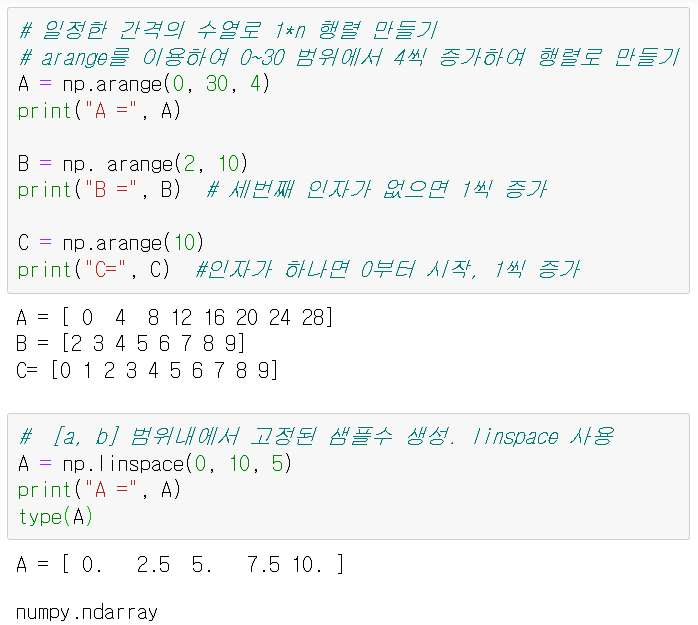 # 일정한 간격의 수열로 1*n 행렬 만들기
# arange를 이용하여 0~30 범위에서 4씩 증가하여 행렬로 만들기
A = np.arange(0, 30, 4)
print("A =", A)
B = np. arange(2, 10)
print("B =", B)  # 세번째 인자가 없으면 1씩 증가
C = np.arange(10)
print("C=", C)  #인자가 하나면 0부터 시작, 1씩 증가
A = [ 0  4  8 12 16 20 24 28]
B = [2 3 4 5 6 7 8 9]
C= [0 1 2 3 4 5 6 7 8 9]
#  [a, b] 범위내에서 고정된 샘플수 생성. linspace 사용
A = np.linspace(0, 10, 5)
print("A =", A)
type(A)
A = [ 0.   2.5  5.   7.5 10. ]
numpy.ndarray